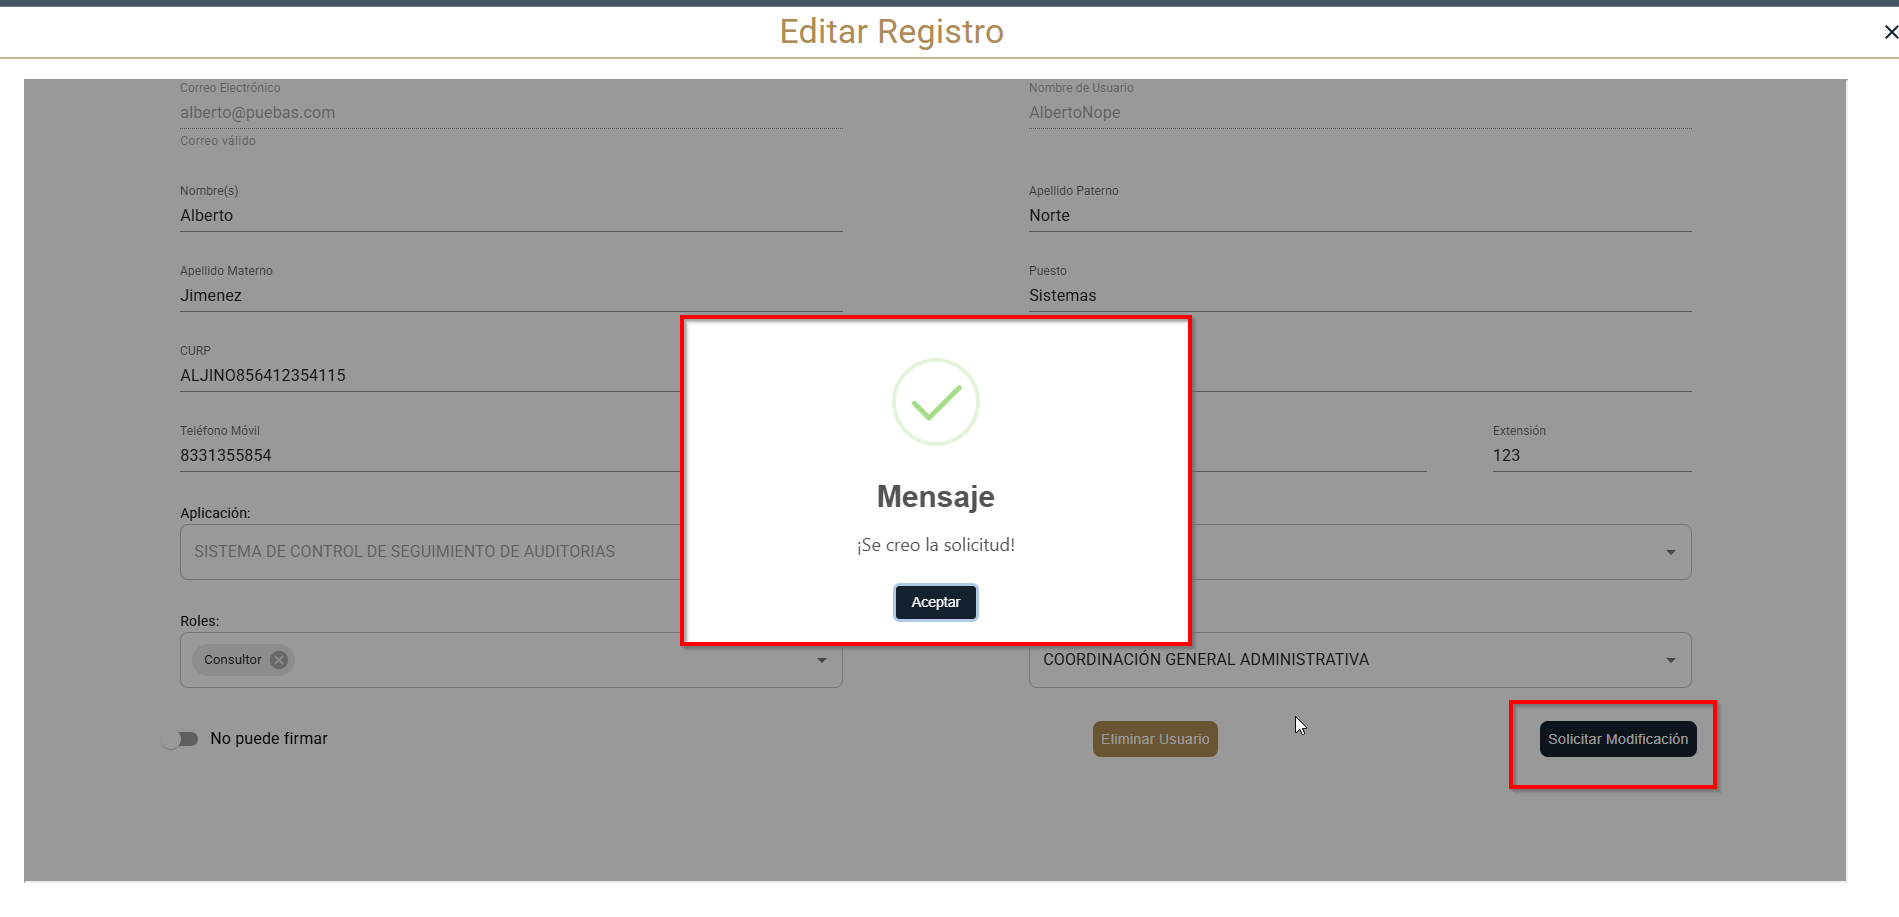 Editar Registro
Correo Electrónico
Nombre de Usuario
alberto@puebas.com
AlbertoNope
Correo válido
Nombre(s)
Apellido Paterno
Alberto
Norte
Apellido Materno
Puesto
Jimenez
Sistemas
CURP
ALJINO856412354115
Teléfono Móvil
Extensión
8331355854
123
Mensaje
¡Se creo la solicitud!
Aceptar
Aplicación:
SISTEMA DE CONTROL DE SEGUIMIENTO DE AUDITORIAS
Roles:
Consultor
COORDINACIÓN GENERAL ADMINISTRATIVA
No puede firmar
Eliminar Usuario
Solicitar Modificación